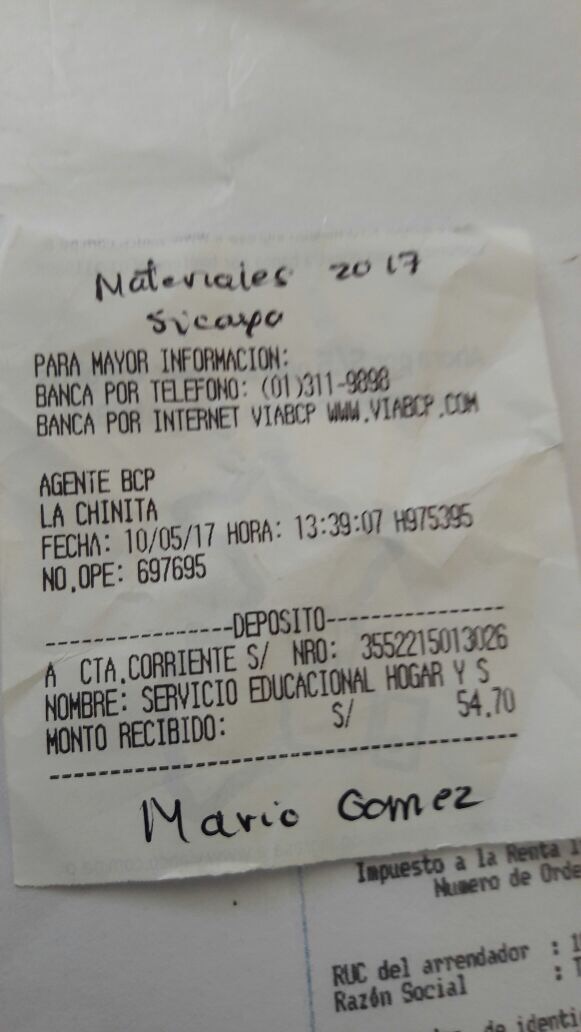 Materiales 2017
Sicaya
PARA MAYOR INFORMACION:
BANCA POR TELEFONO: (01)311-9898
BANCA POR INTERNET VIABCP WWW.VIABCP.COM
AGENTE BCP
LA CHINITA
FECHA: 10/05/17 HORA: 13:39:07 H975395
NO.OPE: 697695
----------------DEPOSITO----------------
A CTA.CORRIENTE S/ NRO: 3552215013026
NOMBRE: SERVICIO EDUCACIONAL HOGAR Y S
MONTO RECIBIDO: S/ 54.70
Mario Gomez
Impuesto a la Renta
Numero de Orde
RUC del arrendador : 1
Razón Social : T
de identi